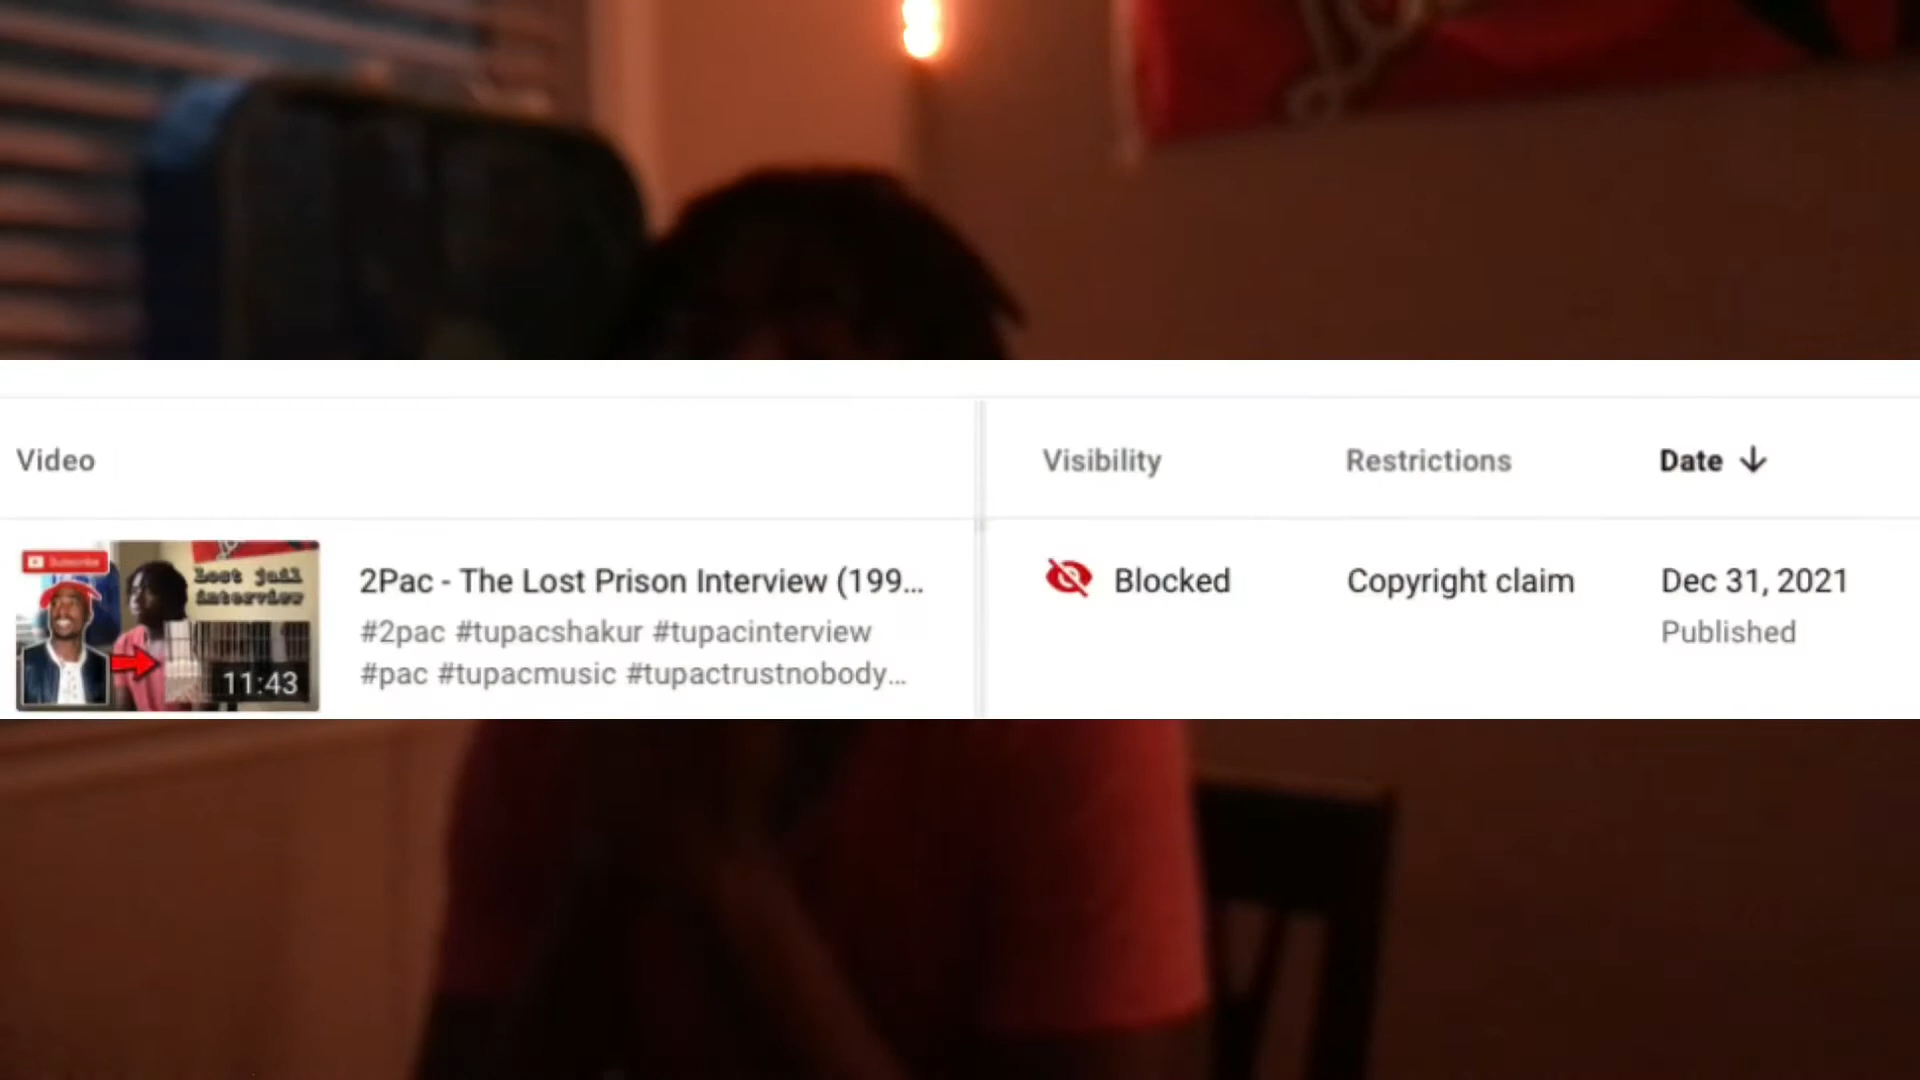 Video
Visibility
Restrictions
Date
Subscribe
Lost jail
interview
11:43
2Pac - The Lost Prison Interview (199...
#2pac #tupacshakur #tupacinterview
#pac #tupacmusic #tupactrustnobody...
Blocked
Copyright claim
Dec 31, 2021
Published